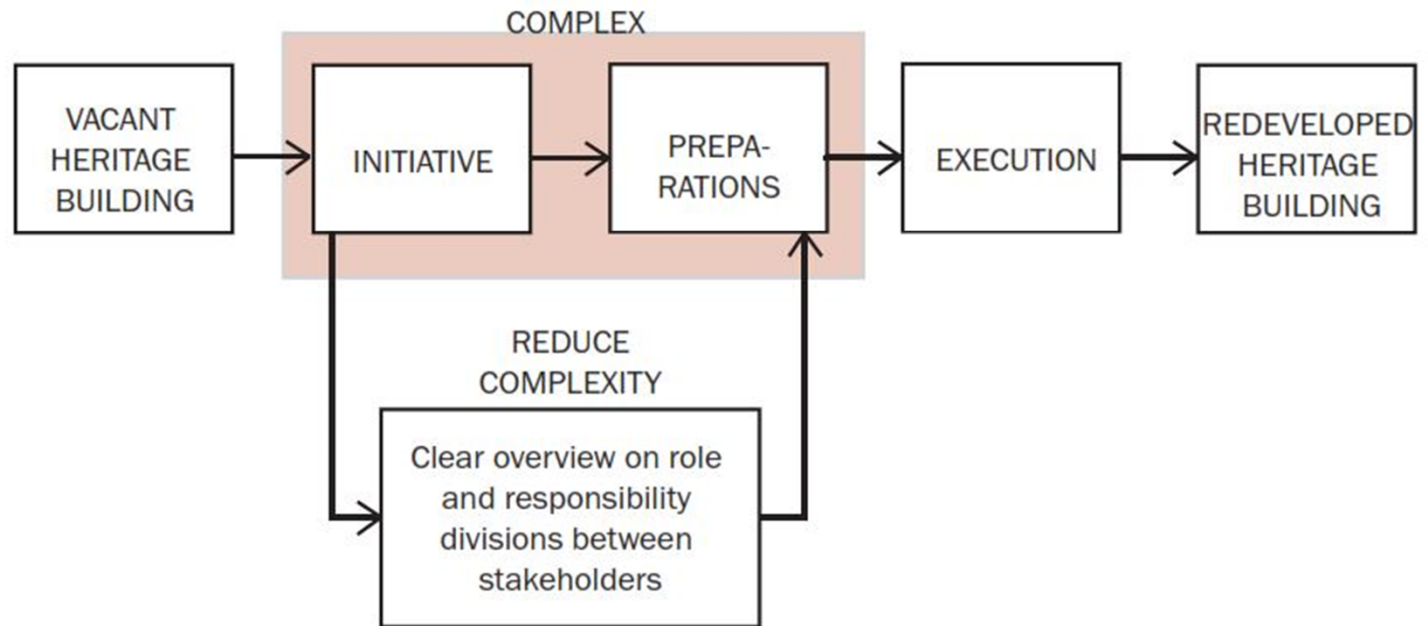 COMPLEX
VACANT
HERITAGE
BUILDING
INITIATIVE
PREPA-
RATIONS
EXECUTION
REDEVELOPED
HERITAGE
BUILDING
REDUCE
COMPLEXITY
Clear overview on role
and responsibility
divisions between
stakeholders